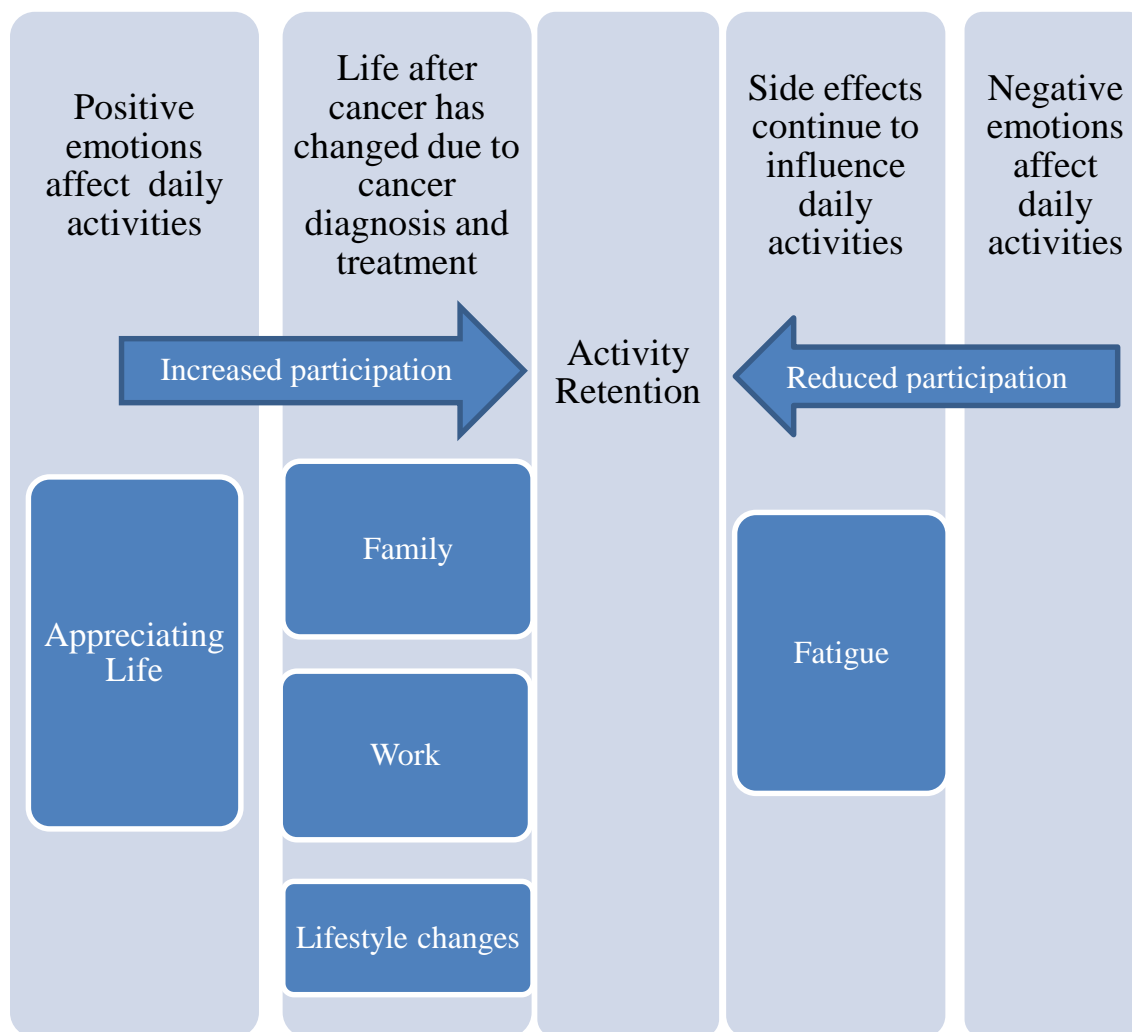 Positive
emotions
affect daily
activities
Life after
cancer has
changed due to
cancer
diagnosis and
treatment
Side effects
continue to
influence
daily
activities
Negative
emotions
affect
daily
activities
Increased participation
Activity
Retention
Reduced participation
Appreciating
Life
Family
Work
Lifestyle changes
Fatigue